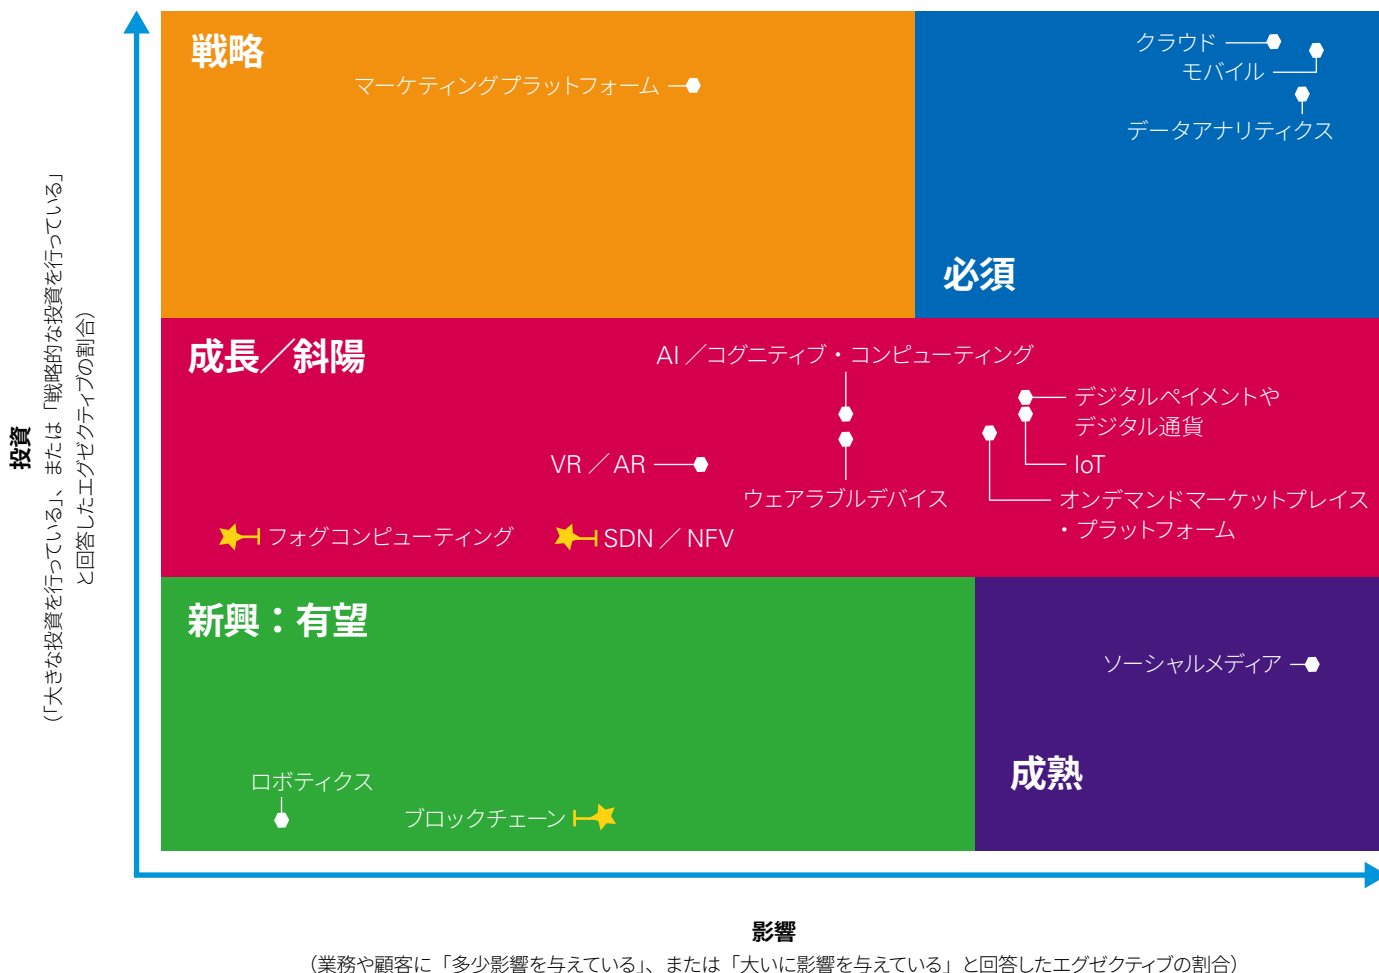 戦略
マーケティングプラットフォーム
クラウド
モバイル
データアナリティクス
必須
成長／斜陽
AI ／コグニティブ・コンピューティング
デジタルペイメントや
デジタル通貨
VR ／ AR
IoT
ウェアラブルデバイス
オンデマンドマーケットプレイス
・プラットフォーム
フォグコンピューティング
SDN ／ NFV
新興：有望
ソーシャルメディア
成熟
ロボティクス
ブロックチェーン
投資
（「大きな投資を行っている」、または「戦略的な投資を行っている」
と回答したエグゼクティブの割合）
影響
（業務や顧客に「多少影響を与えている」、または「大いに影響を与えている」と回答したエグゼクティブの割合）